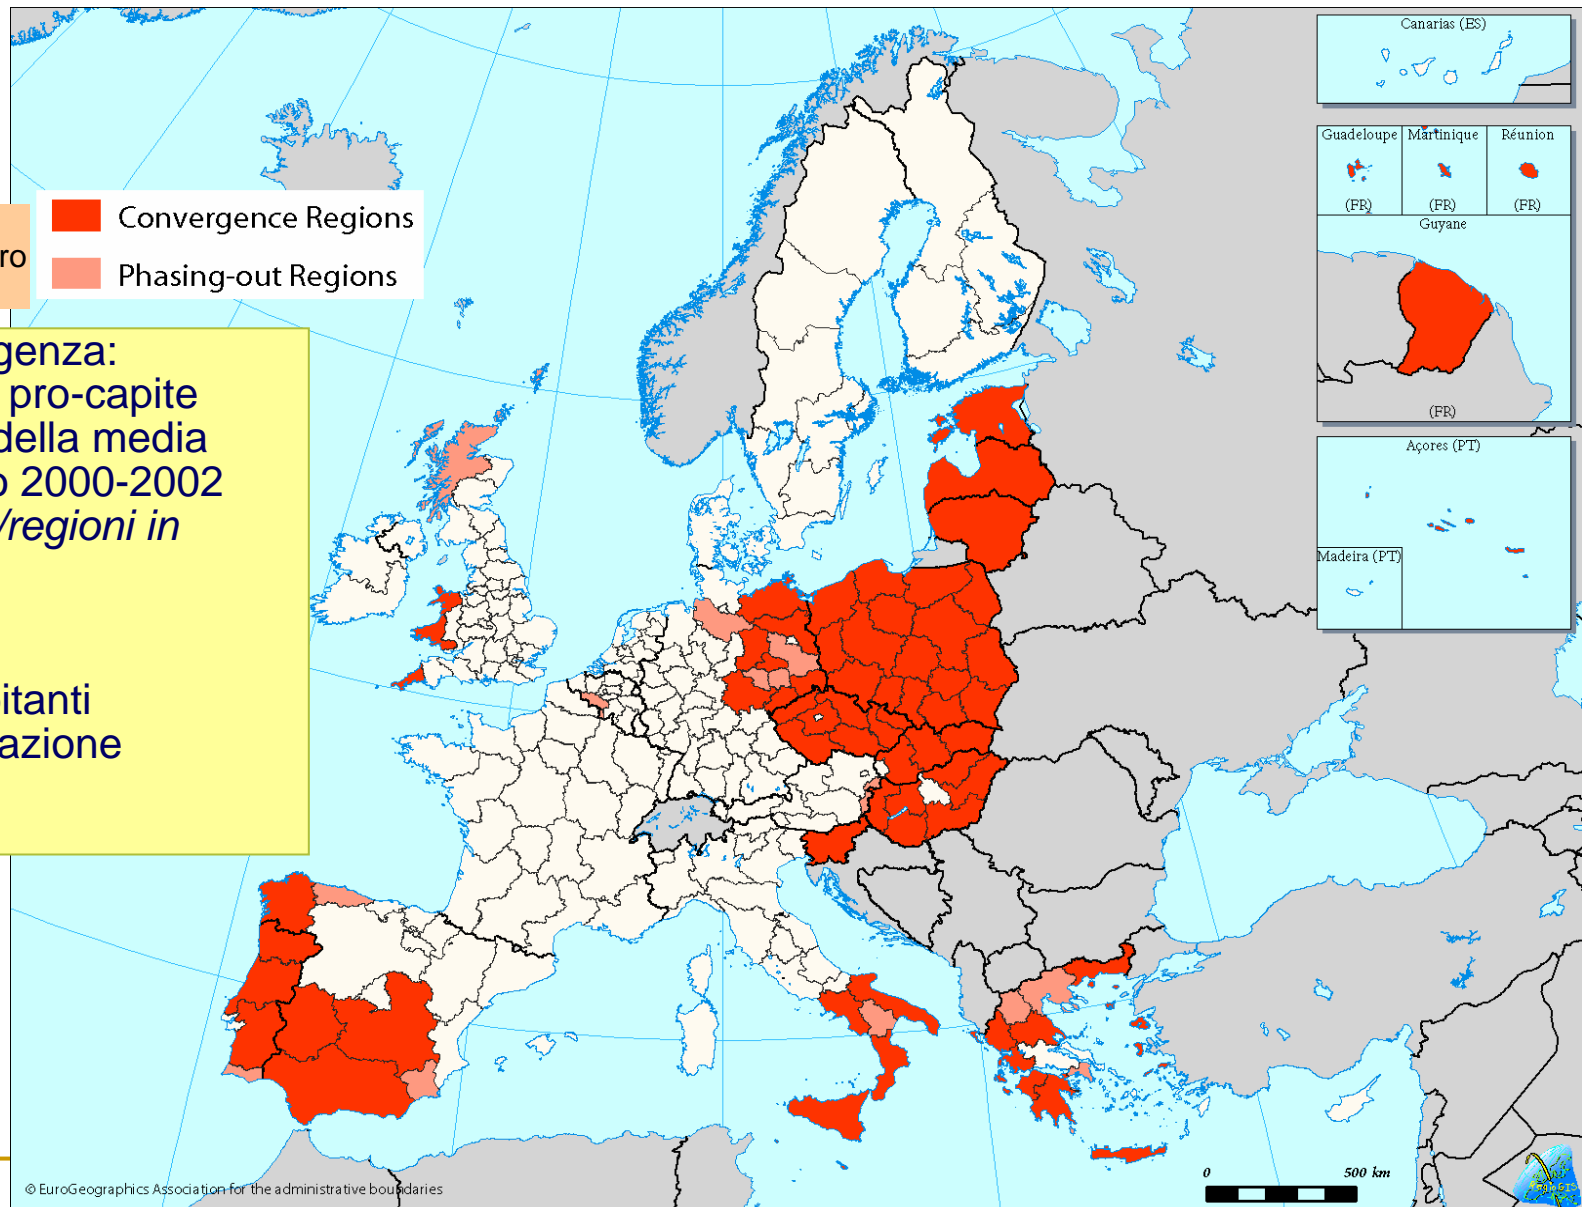 Convergence Regions
ro
Phasing-out Regions
genza:
pro-capite
della media
o 2000-2002
/regioni in
pitanti
azione
Canarias (ES)
Guadeloupe
Martinique
Réunion
(FR)
(FR)
(FR)
Guyane
(FR)
Açores (PT)
Madeira (PT)
0
500 km
RegioGIS
© EuroGeographics Association for the administrative boundaries